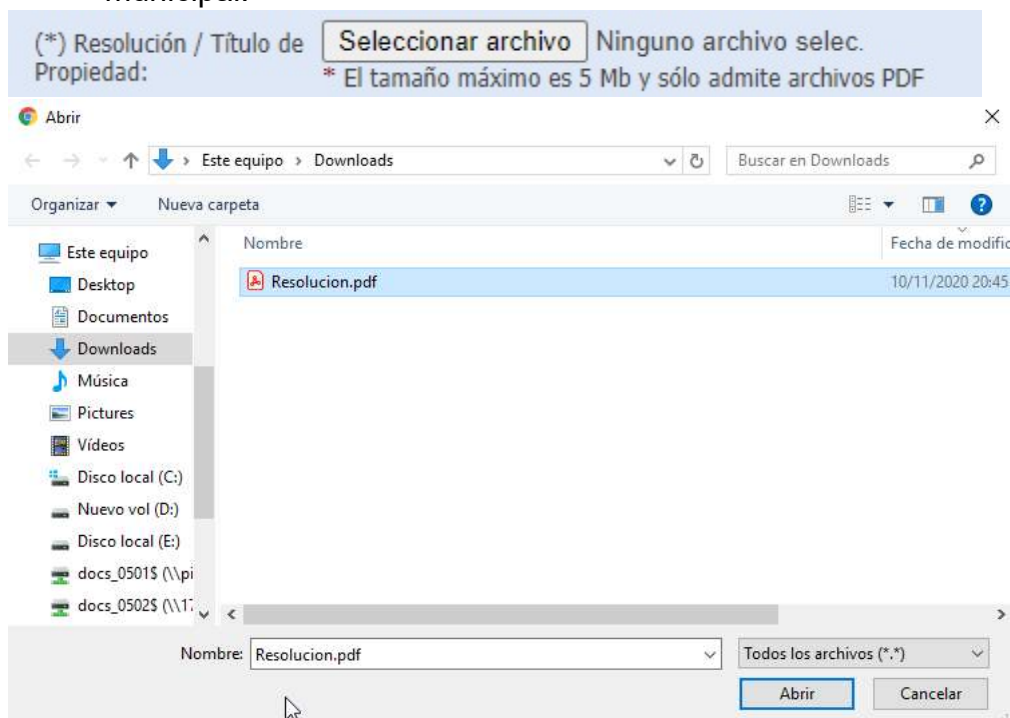 municipal.
(*) Resolución / Título de Propiedad: Seleccionar archivo Ninguno archivo selec.
* El tamaño máximo es 5 Mb y sólo admite archivos PDF
Abrir
Este equipo > Downloads
Buscar en Downloads
Organizar
Nueva carpeta
Este equipo
Desktop
Documentos
Downloads
Música
Pictures
Vídeos
Disco local (C:)
Nuevo vol (D:)
Disco local (E:)
docs_0501$ (\\pi
docs_0502$ (\\17
Nombre
Fecha de modific
Resolucion.pdf
10/11/2020 20:45
Nombre: Resolucion.pdf
Todos los archivos (*.*)
Abrir
Cancelar